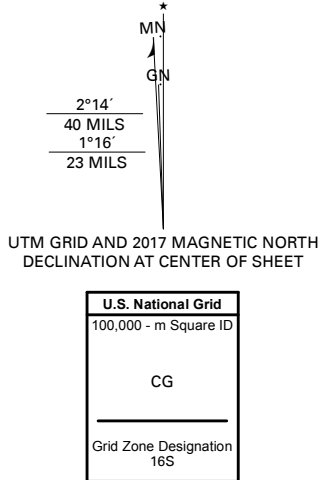 MN
GN
2°14´
40 MILS
1°16´
23 MILS
UTM GRID AND 2017 MAGNETIC NORTH
DECLINATION AT CENTER OF SHEET
U.S. National Grid
100,000 - m Square ID
CG
Grid Zone Designation
16S